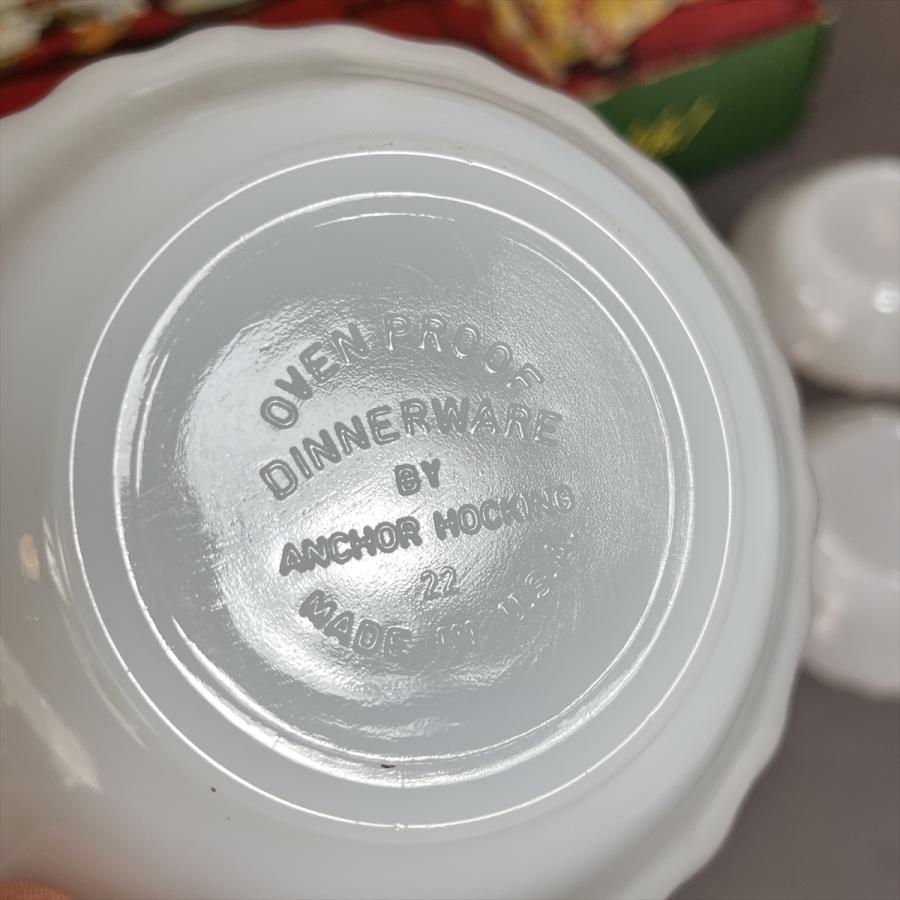 OVEN PROOF
DINNERWARE
BY
ANCHOR HOCKING
22
MADE IN U.S.A.